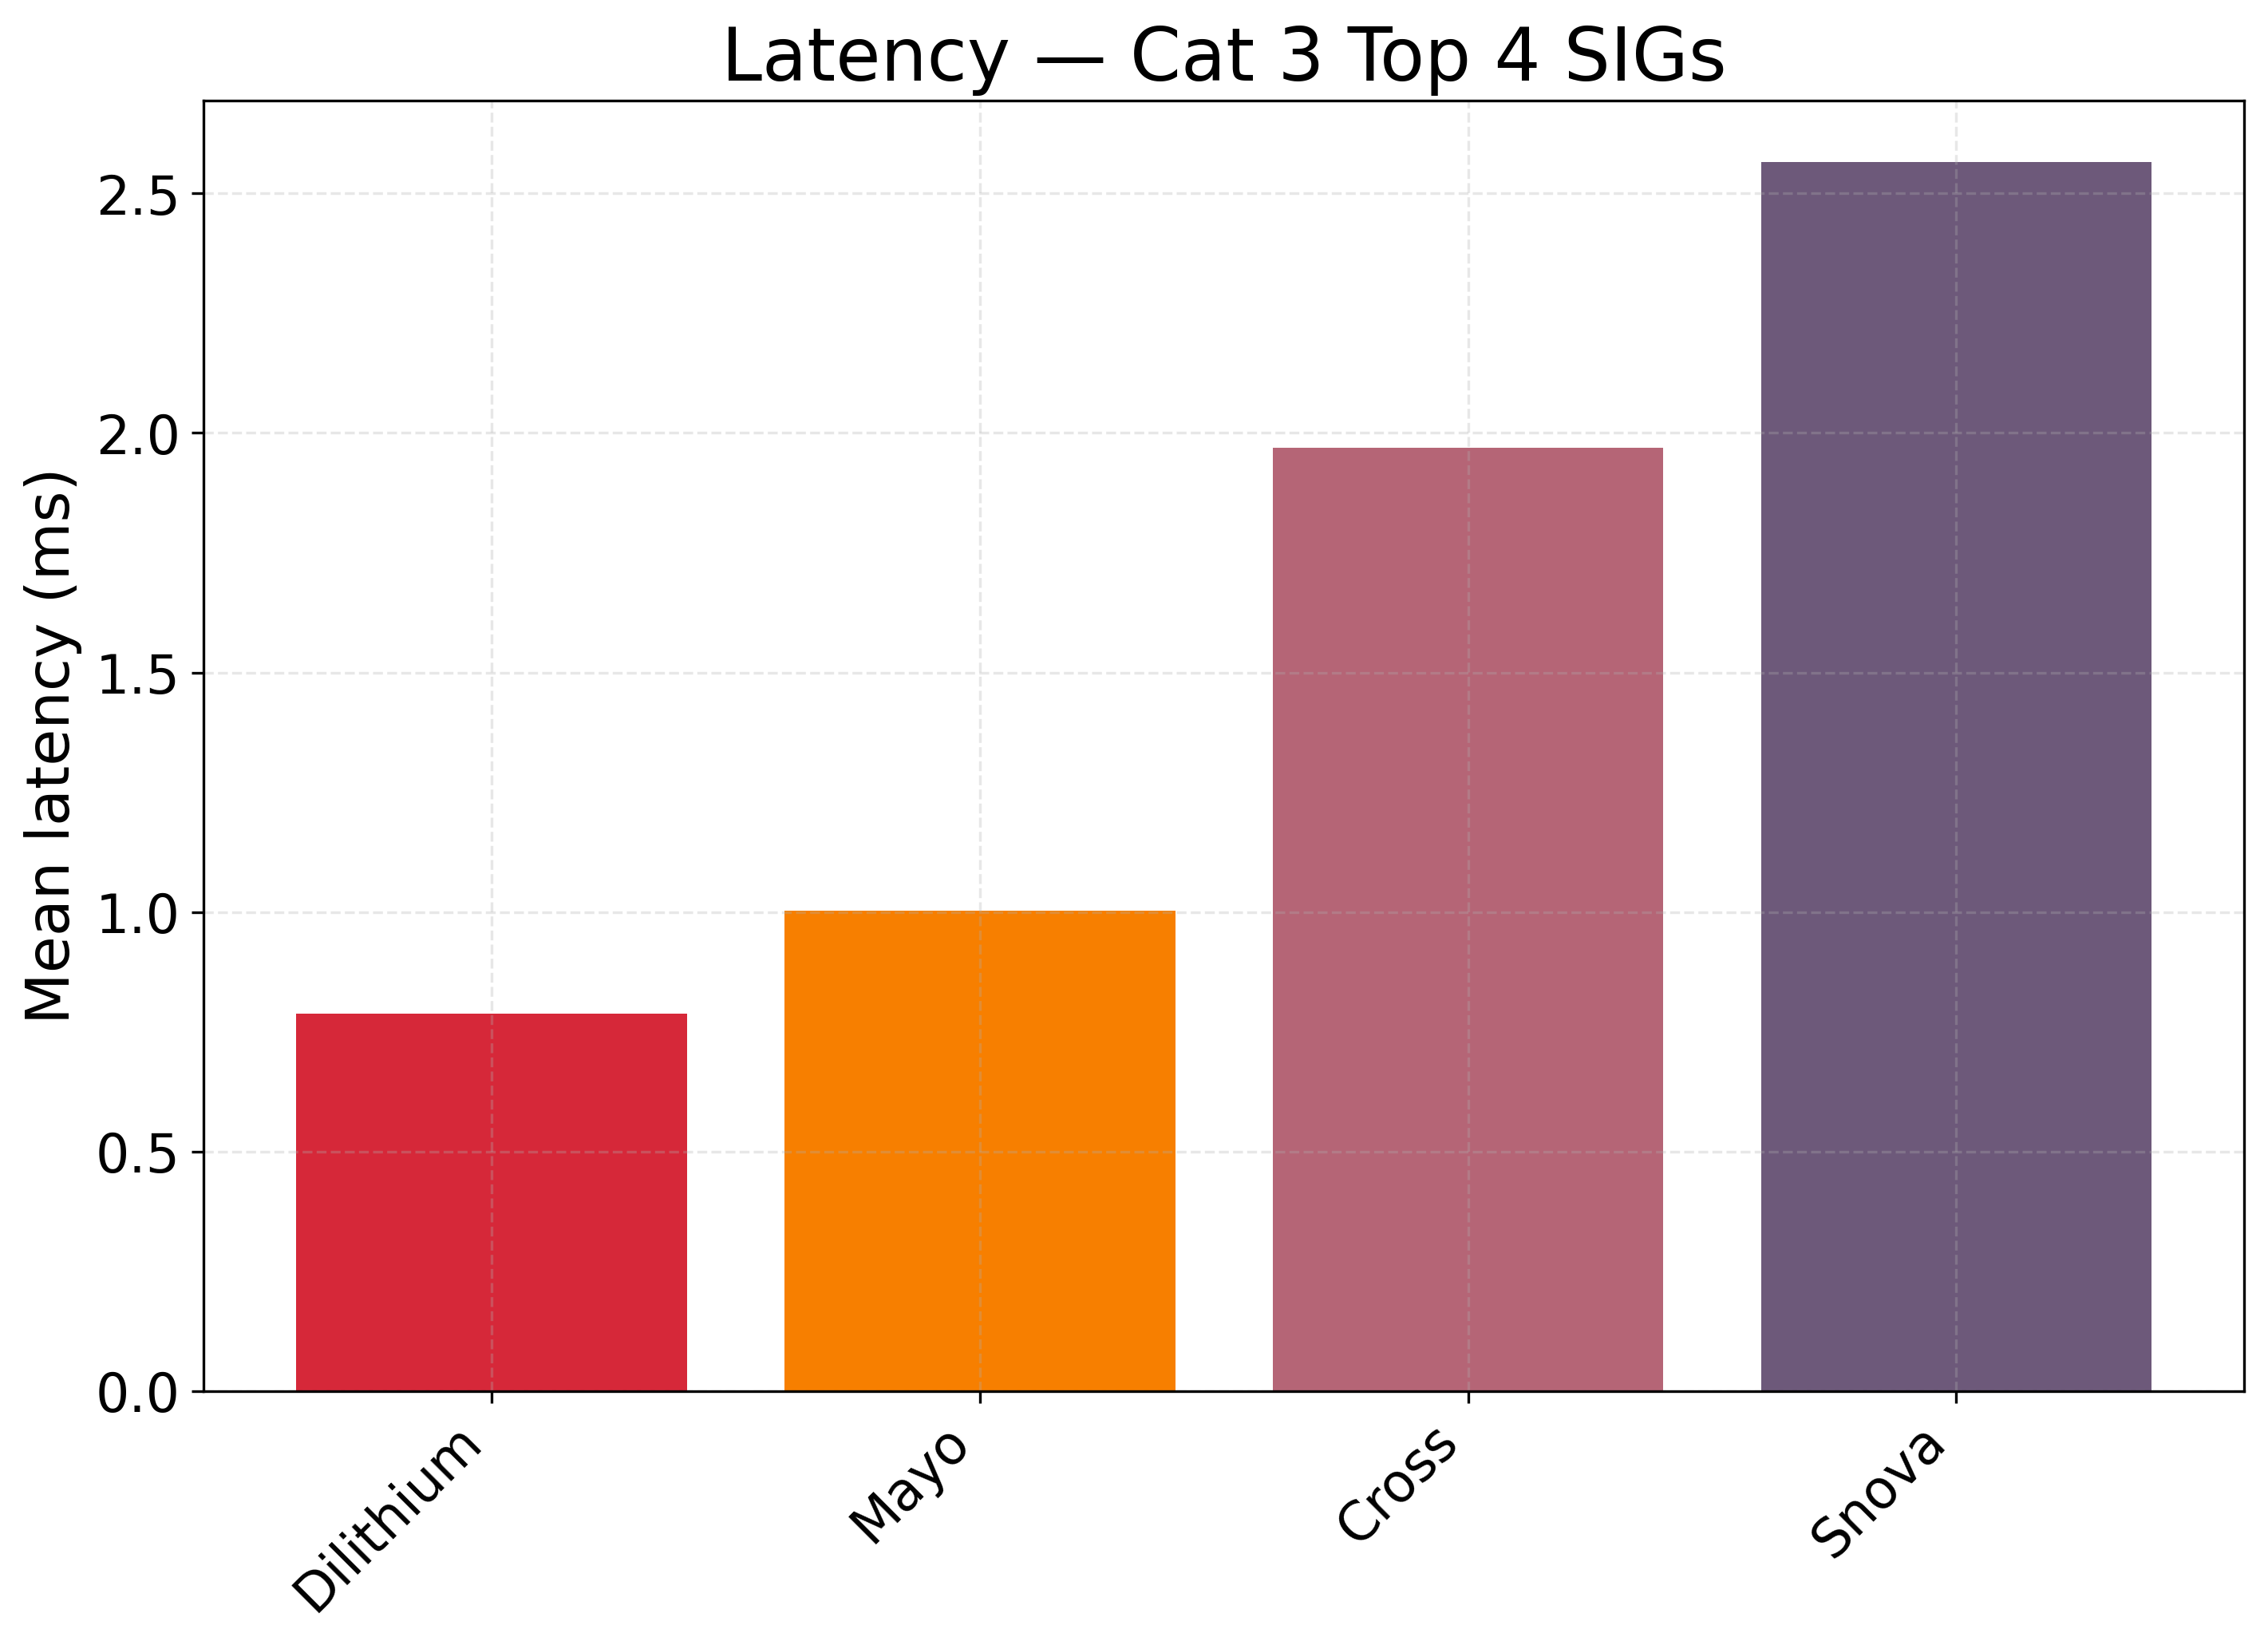 Latency — Cat 3 Top 4 SIGs
Mean latency (ms)
2.5
2.0
1.5
1.0
0.5
0.0
Dilithium
Mayo
Cross
Snova